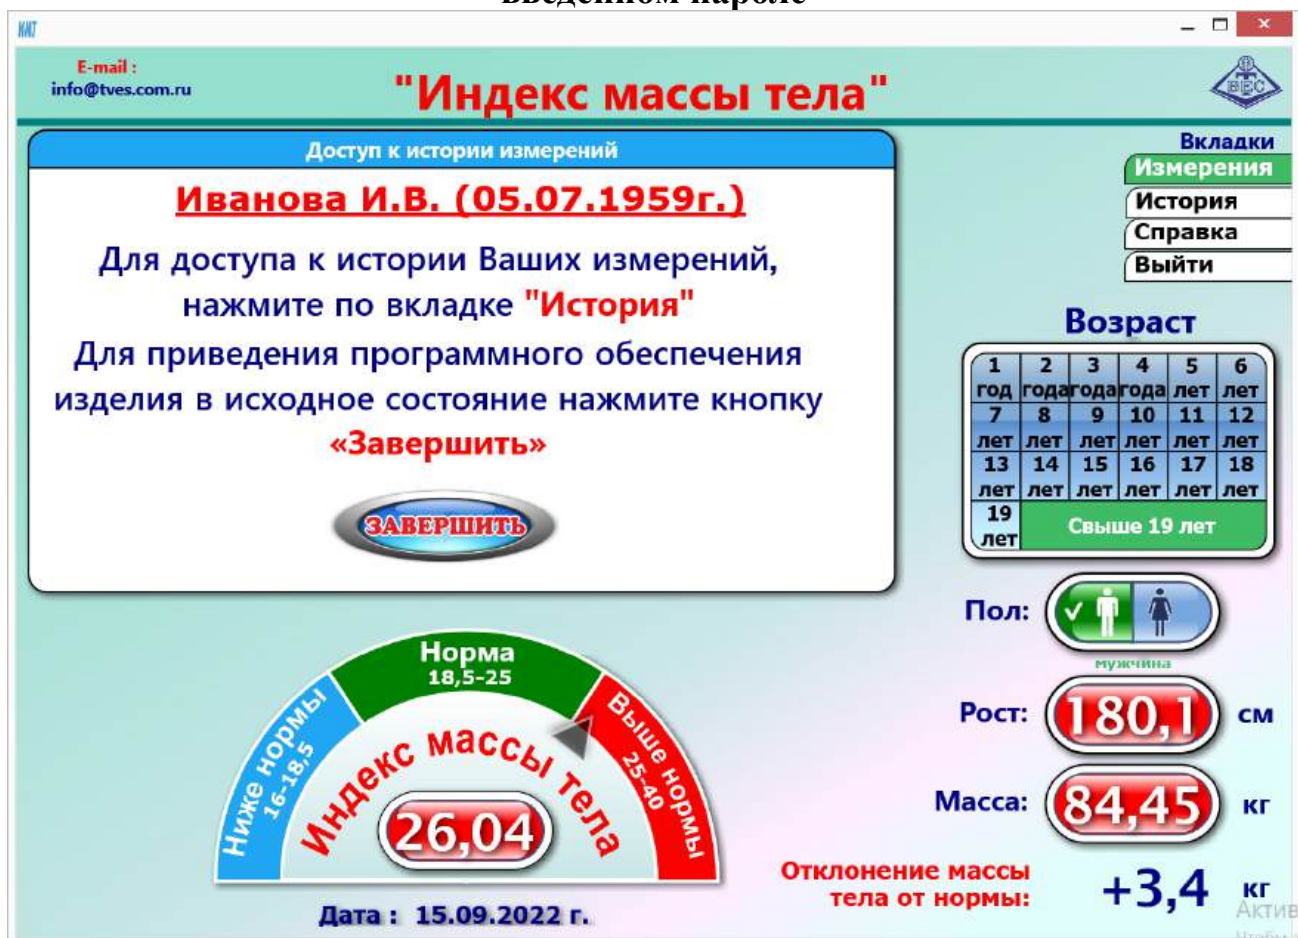 введенном пароле
ИМТ
E-mail :
info@tves.com.ru
"Индекс массы тела"
ВЕС
Доступ к истории измерений
Иванова И.В. (05.07.1959г.)
Для доступа к истории Ваших измерений,
нажмите по вкладке "История"
Для приведения программного обеспечения
изделия в исходное состояние нажмите кнопку
«Завершить»
ЗАВЕРШИТЬ
Вкладки
Измерения
История
Справка
Выйти
Возраст
1 2 3 4 5 6
год года года года лет лет
7 8 9 10 11 12
лет лет лет лет лет лет
13 14 15 16 17 18
лет лет лет лет лет лет
19
лет
Свыше 19 лет
Пол:
мужчина
Рост: 180,1 см
Масса: 84,45 кг
Отклонение массы
тела от нормы:
+3,4 кг
Норма
18,5-25
Ниже нормы
16-18,5
Выше нормы
25-40
Индекс массы тела
26,04
Дата : 15.09.2022 г.
Актив